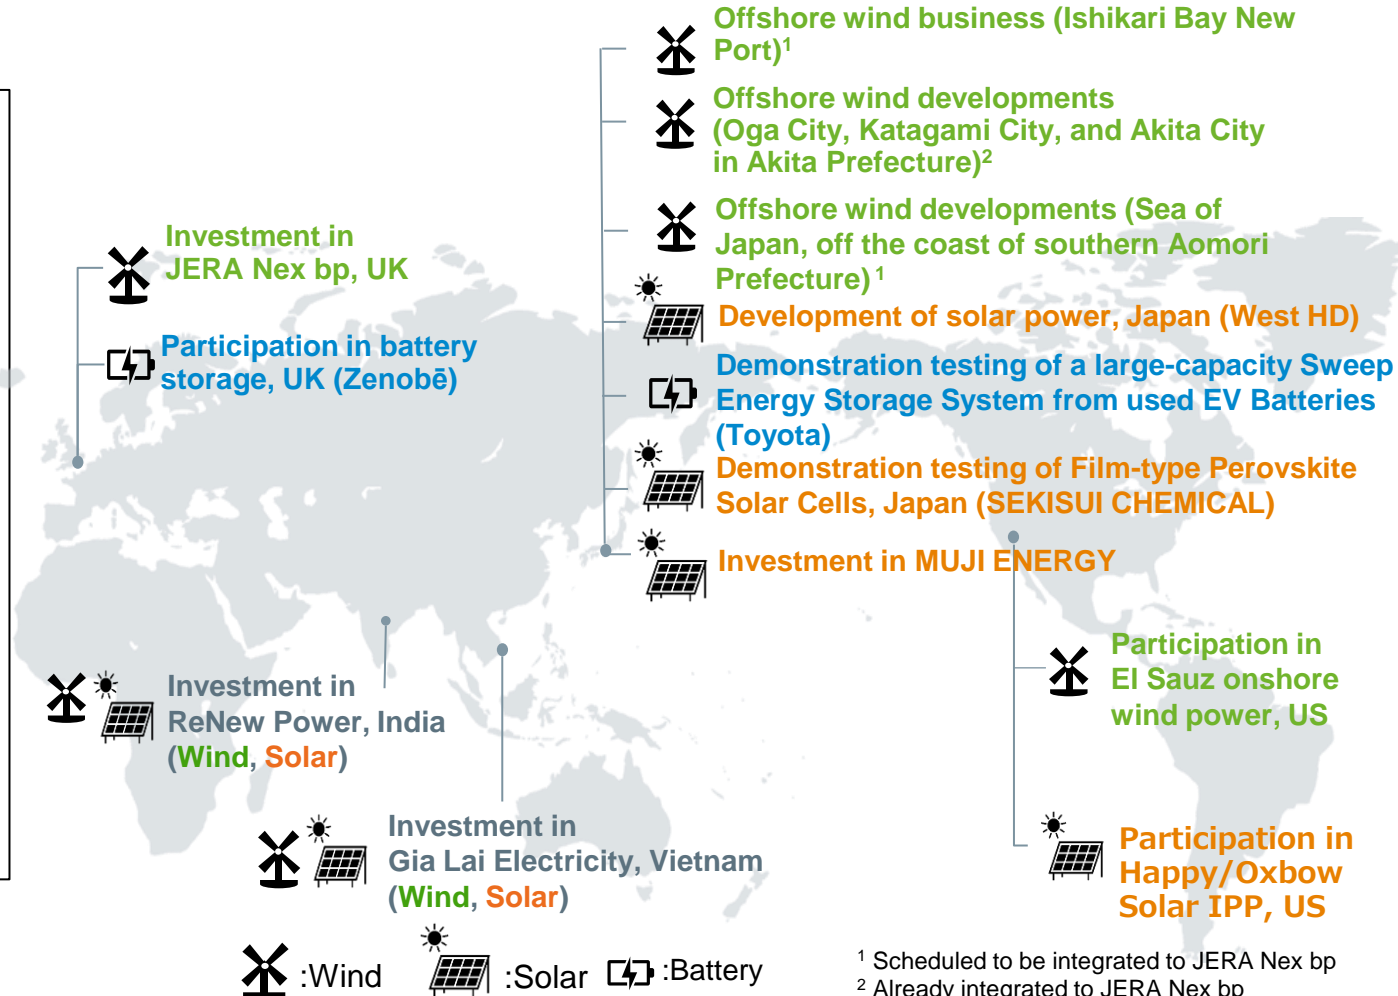 Offshore wind business (Ishikari Bay New
Port)¹
Offshore wind developments
(Oga City, Katagami City, and Akita City
in Akita Prefecture)²
Offshore wind developments (Sea of
Japan, off the coast of southern Aomori
Prefecture) ¹
Development of solar power, Japan (West HD)
Demonstration testing of a large-capacity Sweep
Energy Storage System from used EV Batteries
(Toyota)
Demonstration testing of Film-type Perovskite
Solar Cells, Japan (SEKISUI CHEMICAL)
Investment in MUJI ENERGY
Investment in
JERA Nex bp, UK
Participation in battery
storage, UK (Zenobē)
Investment in
ReNew Power, India
(Wind, Solar)
Investment in
Gia Lai Electricity, Vietnam
(Wind, Solar)
Participation in
El Sauz onshore
wind power, US
Participation in
Happy/Oxbow
Solar IPP, US
:Wind :Solar :Battery
¹ Scheduled to be integrated to JERA Nex bp
² Already integrated to JERA Nex bp